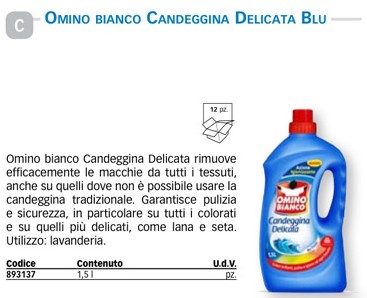 C OMINO BIANCO CANDEGGINA DELICATA BLU
12 pz.
Omino bianco Candeggina Delicata rimuove
efficacemente le macchie da tutti i tessuti,
anche su quelli dove non è possibile usare la
candeggina tradizionale. Garantisce pulizia
e sicurezza, in particolare su tutti i colorati
e su quelli più delicati, come lana e seta.
Utilizzo: lavanderia.
Codice Contenuto U.d.V.
893137 1,5 l pz.
Azione
Igienizzante
OMINO
BIANCO
Candeggina
Delicata